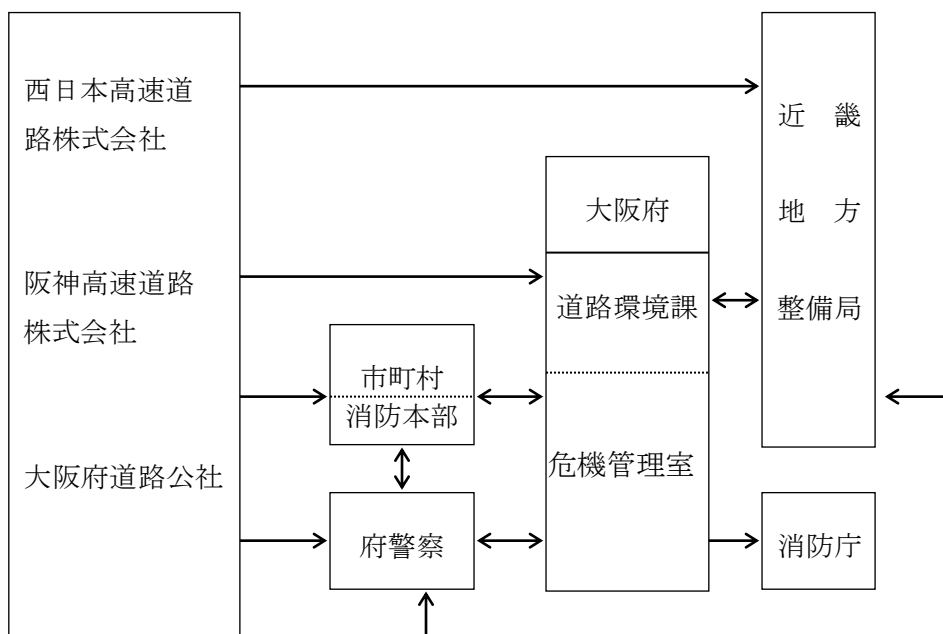 西日本高速道
路株式会社
阪神高速道路
株式会社
大阪府道路公社
市町村
消防本部
府警察
大阪府
道路環境課
危機管理室
近　畿
地　方
整備局
消防庁